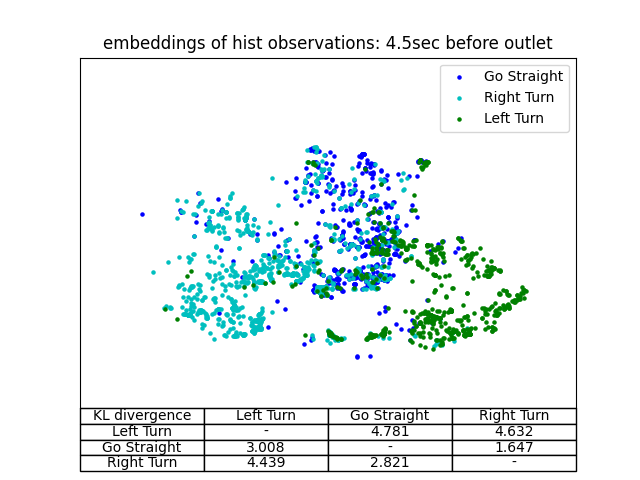 embeddings of hist observations: 4.5sec before outlet
Go Straight
Right Turn
Left Turn
KL divergence Left Turn Go Straight Right Turn
Left Turn - 4.781 4.632
Go Straight 3.008 - 1.647
Right Turn 4.439 2.821 -